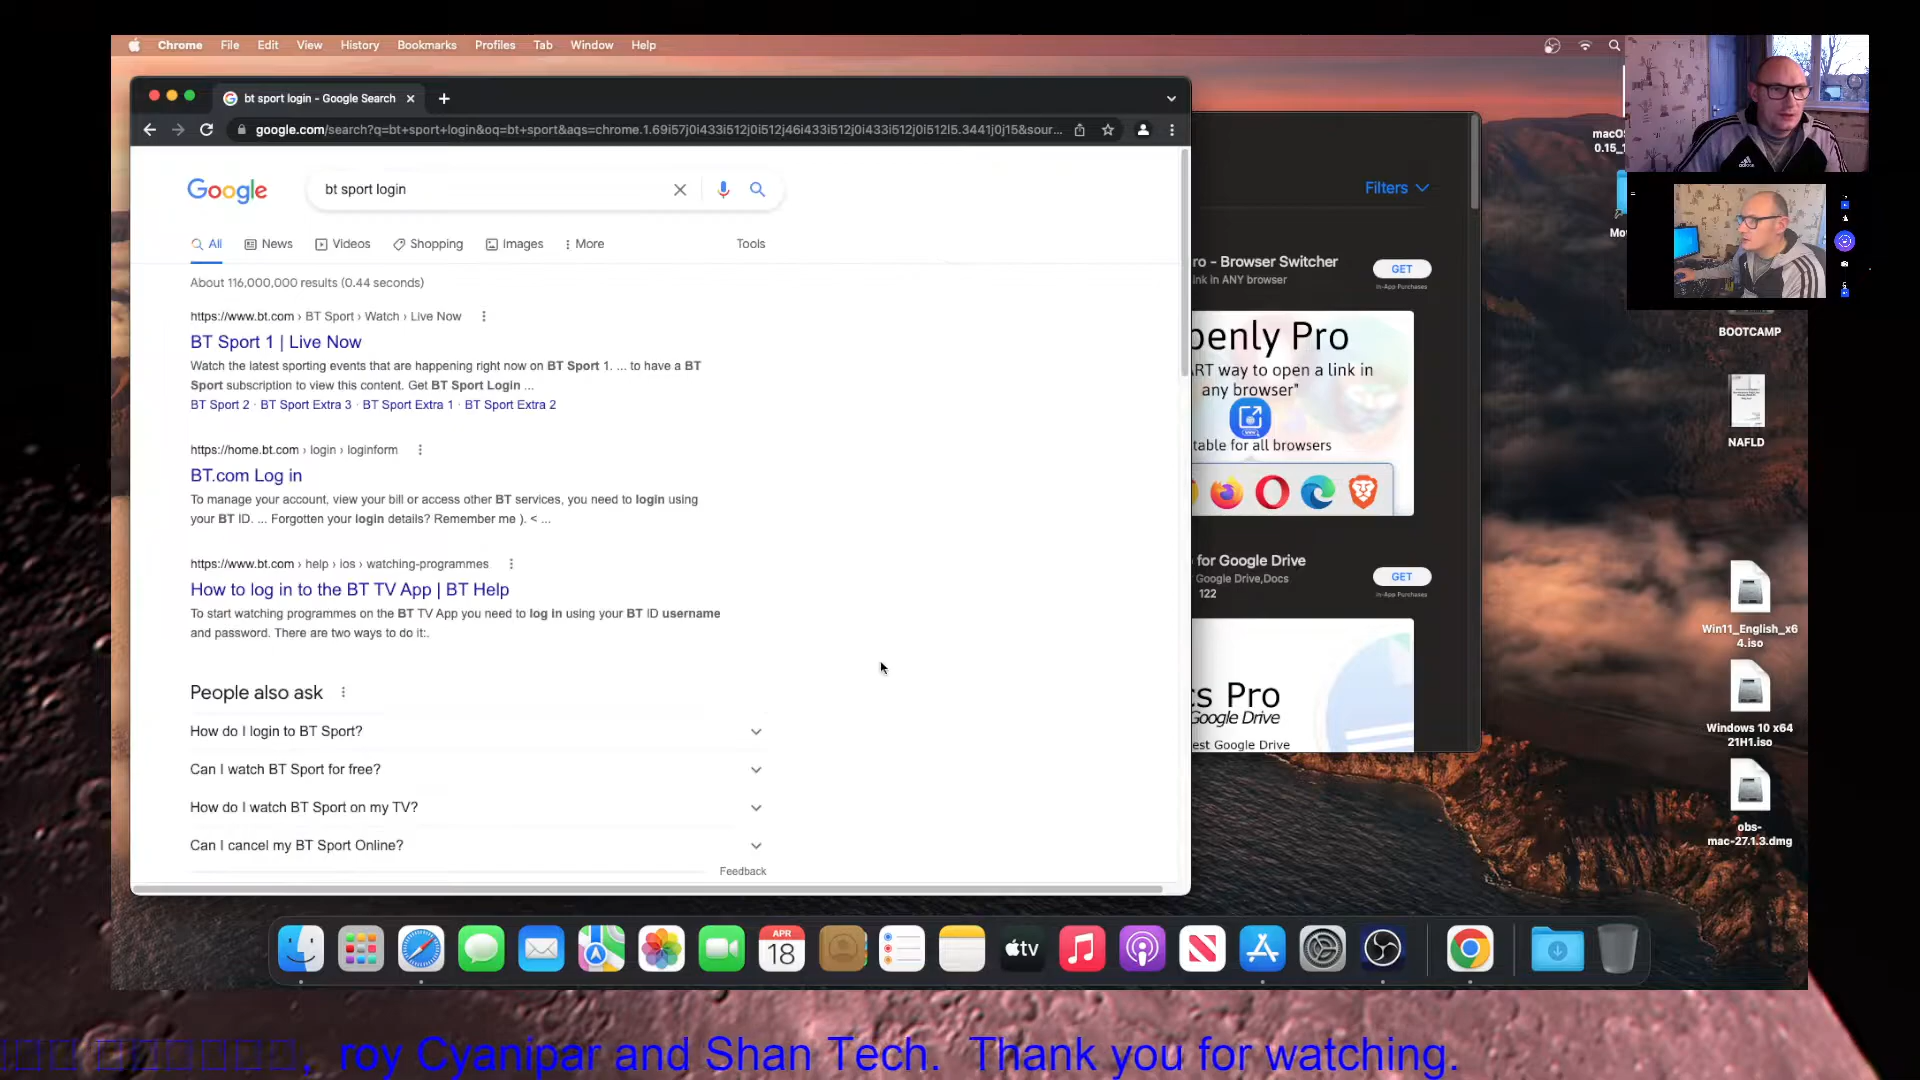 Chrome File Edit View History Bookmarks Profiles Tab Window Help
bt sport login - Google Search
google.com/search?q=bt+sport+login&oq=bt+sport&aqs=chrome.1.69i57j0i433i512j0i512j46i433i512j0i433i512j0i512l5.3441j0j15&sour...
Google
bt sport login
All News Videos Shopping Images More Tools
About 116,000,000 results (0.44 seconds)
https://www.bt.com › BT Sport › Watch › Live Now
BT Sport 1 | Live Now
Watch the latest sporting events that are happening right now on BT Sport 1. ... to have a BT
Sport subscription to view this content. Get BT Sport Login ...
BT Sport 2 · BT Sport Extra 3 · BT Sport Extra 1 · BT Sport Extra 2
https://home.bt.com › login › loginform
BT.com Log in
To manage your account, view your bill or access other BT services, you need to login using
your BT ID. ... Forgotten your login details? Remember me ). < ...
https://www.bt.com › help › ios › watching-programmes
How to log in to the BT TV App | BT Help
To start watching programmes on the BT TV App you need to log in using your BT ID username
and password. There are two ways to do it:.
People also ask
How do I login to BT Sport?
Can I watch BT Sport for free?
How do I watch BT Sport on my TV?
Can I cancel my BT Sport Online?
Feedback
Filters
ro - Browser Switcher
ink in ANY browser
GET
In-App Purchases
penly Pro
ART way to open a link in
any browser"
table for all browsers
for Google Drive
Google Drive,Docs
122
GET
In-App Purchases
cs Pro
Google Drive
est Google Drive
macO
0.15_1
Mo
BOOTCAMP
NAFLD
Win11_English_x6
4.iso
Windows 10 x64
21H1.iso
obs-
mac-27.1.3.dmg
APR
18
tv
, roy Cyanipar and Shan Tech. Thank you for watching.